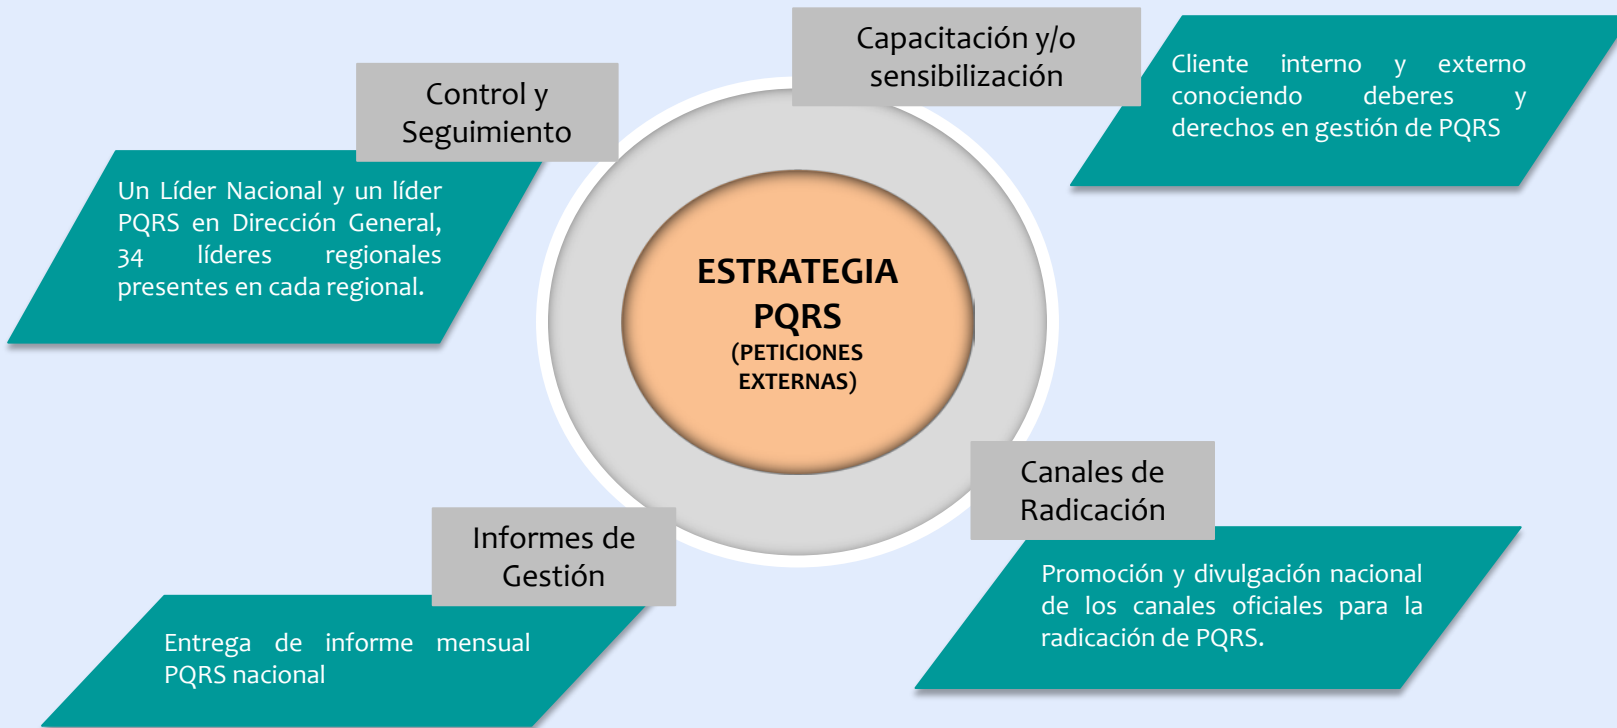 Capacitación y/o
sensibilización
Cliente interno y externo
conociendo deberes y
derechos en gestión de PQRS
Control y
Seguimiento
Un Líder Nacional y un líder
PQRS en Dirección General,
34 líderes regionales
presentes en cada regional.
ESTRATEGIA
PQRS
(PETICIONES
EXTERNAS)
Canales de
Radicación
Promoción y divulgación nacional
de los canales oficiales para la
radicación de PQRS.
Informes de
Gestión
Entrega de informe mensual
PQRS nacional